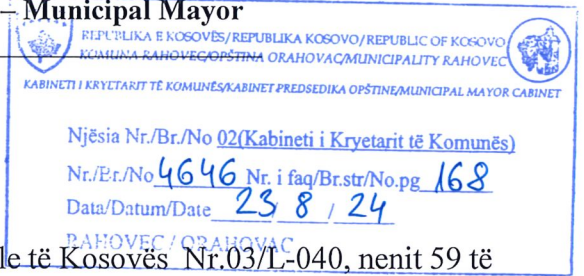 – Municipal Mayor
REPUBLIKA E KOSOVËS/REPUBLIKA KOSOVO/REPUBLIC OF KOSOVO
KOMUNA RAHOVEC/OPŠTINA ORAHOVAC/MUNICIPALITY RAHOVEC
KABINETI I KRYETARIT TË KOMUNËS/KABINET PREDSEDIKA OPŠTINE/MUNICIPAL MAYOR CABINET
Njësia Nr./Br./No 02(Kabineti i Kryetarit të Komunës)
Nr./Br./No 4646 Nr. i faq/Br.str/No.pg 168
Data/Datum/Date 23 8 / 24
RAHOVEC / ORAHOVAC
le të Kosovës Nr.03/L-040, nenit 59 të